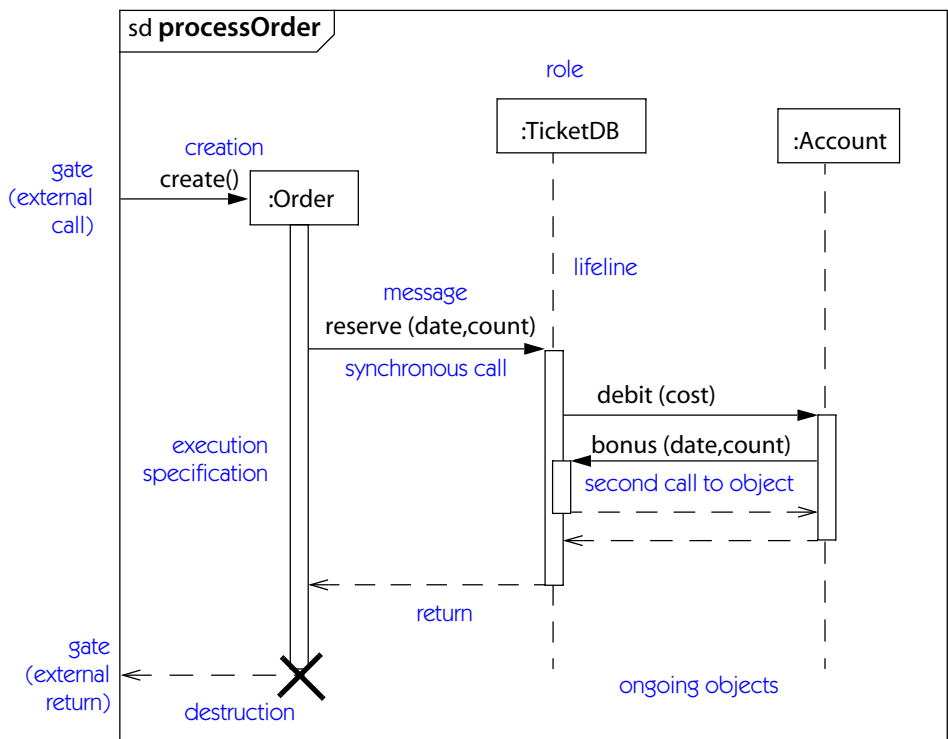 sd processOrder
role
:TicketDB
:Account
creation
gate
(external
call)
create()
:Order
lifeline
message
reserve (date,count)
synchronous call
debit (cost)
execution
specification
bonus (date,count)
second call to object
return
gate
(external
return)
ongoing objects
destruction